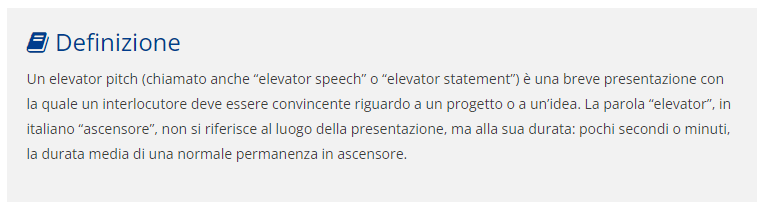 Definizione
Un elevator pitch (chiamato anche “elevator speech” o “elevator statement”) è una breve presentazione con
la quale un interlocutore deve essere convincente riguardo a un progetto o a un’idea. La parola “elevator”, in
italiano “ascensore”, non si riferisce al luogo della presentazione, ma alla sua durata: pochi secondi o minuti,
la durata media di una normale permanenza in ascensore.